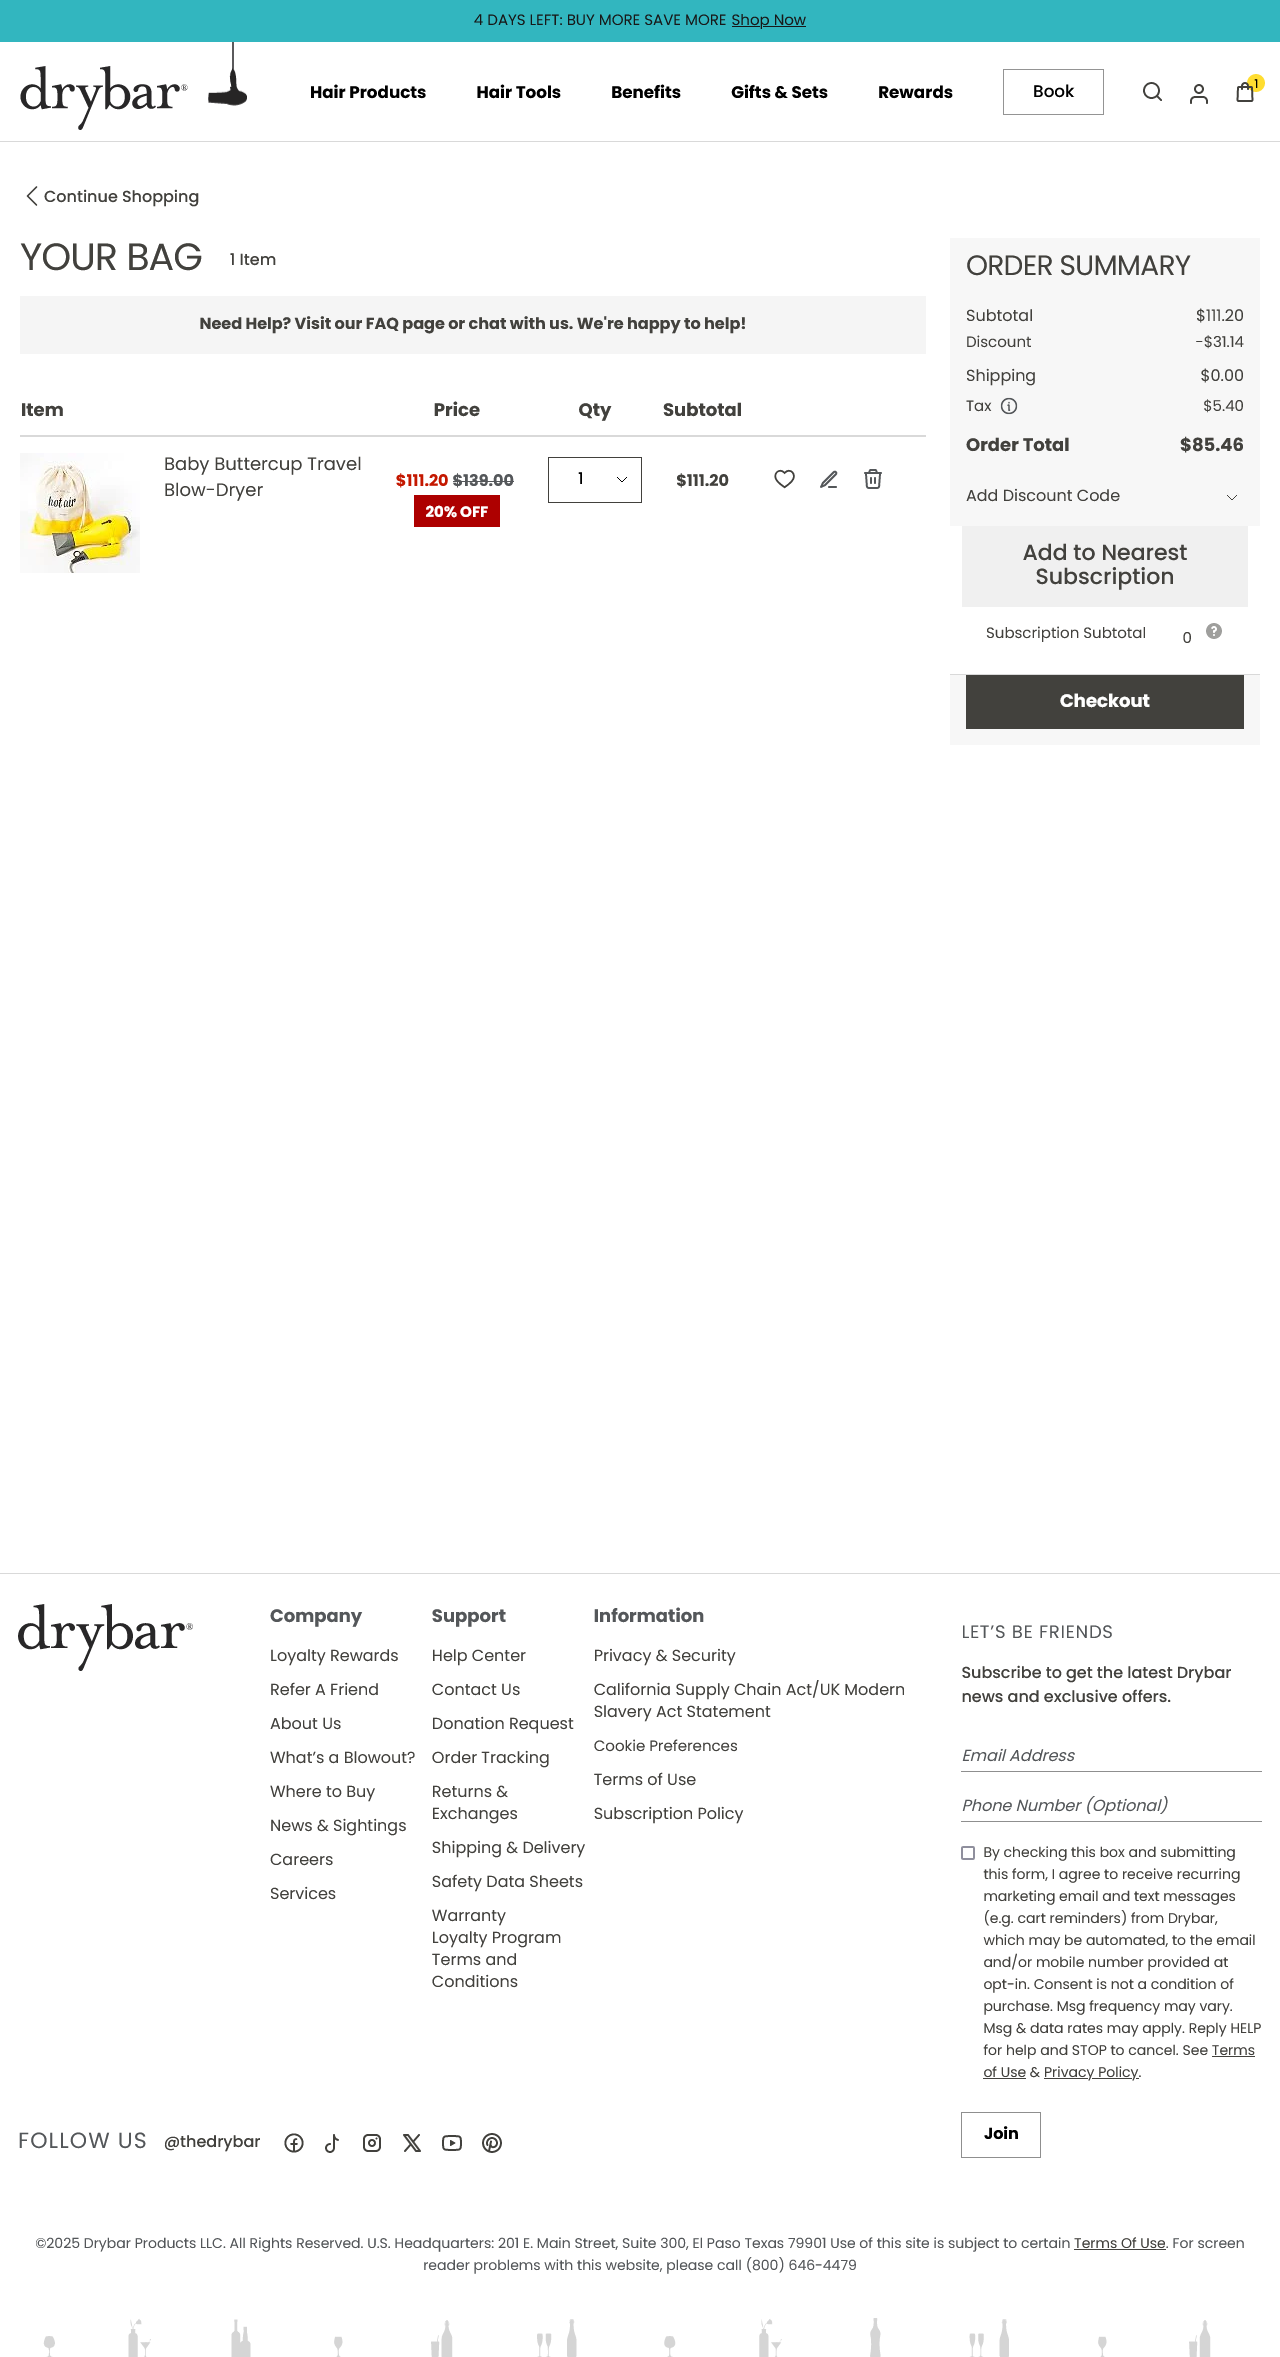 4 DAYS LEFT: BUY MORE SAVE MORE Shop Now
drybar®
Hair Products
Hair Tools
Benefits
Gifts & Sets
Rewards
Book
1
Continue Shopping
YOUR BAG
1 Item
Need Help? Visit our FAQ page or chat with us. We're happy to help!
Item
Price
Qty
Subtotal
hot air
Baby Buttercup Travel
Blow-Dryer
$111.20 $139.00
20% OFF
1
$111.20
ORDER SUMMARY
Subtotal $111.20
Discount -$31.14
Shipping $0.00
Tax $5.40
Order Total $85.46
Add Discount Code
Add to Nearest
Subscription
Subscription Subtotal 0 ?
Checkout
drybar®
Company
Loyalty Rewards
Refer A Friend
About Us
What's a Blowout?
Where to Buy
News & Sightings
Careers
Services
Support
Help Center
Contact Us
Donation Request
Order Tracking
Returns &
Exchanges
Shipping & Delivery
Safety Data Sheets
Warranty
Loyalty Program
Terms and
Conditions
Information
Privacy & Security
California Supply Chain Act/UK Modern
Slavery Act Statement
Cookie Preferences
Terms of Use
Subscription Policy
LET'S BE FRIENDS
Subscribe to get the latest Drybar
news and exclusive offers.
Email Address
Phone Number (Optional)
By checking this box and submitting
this form, I agree to receive recurring
marketing email and text messages
(e.g. cart reminders) from Drybar,
which may be automated, to the email
and/or mobile number provided at
opt-in. Consent is not a condition of
purchase. Msg frequency may vary.
Msg & data rates may apply. Reply HELP
for help and STOP to cancel. See Terms
of Use & Privacy Policy.
Join
FOLLOW US @thedrybar
©2025 Drybar Products LLC. All Rights Reserved. U.S. Headquarters: 201 E. Main Street, Suite 300, El Paso Texas 79901 Use of this site is subject to certain Terms Of Use. For screen
reader problems with this website, please call (800) 646-4479